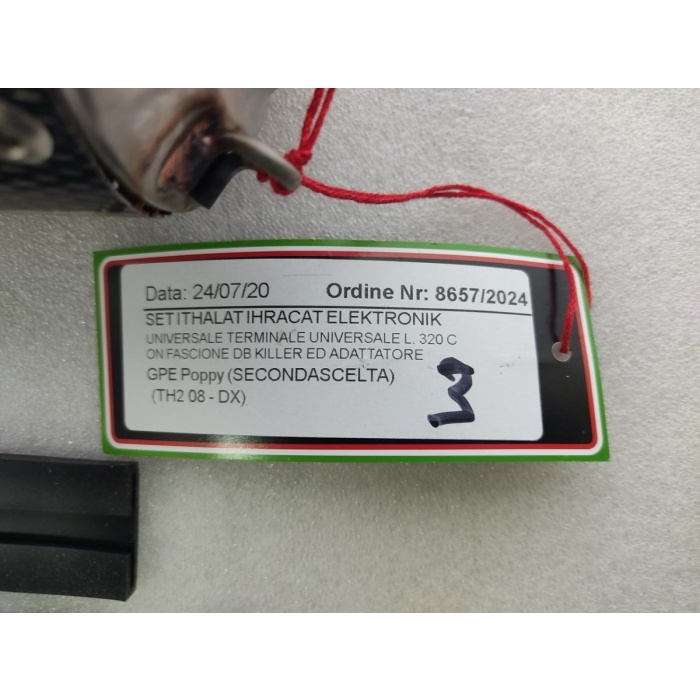 Data: 24/07/20 Ordine Nr: 8657/2024
SET ITHALAT IHRACAT ELEKTRONIK
UNIVERSALE TERMINALE UNIVERSALE L. 320 C
ON FASCIONE DB KILLER ED ADATTATORE
GPE Poppy (SECONDASCELTA)
(TH2 08 - DX)